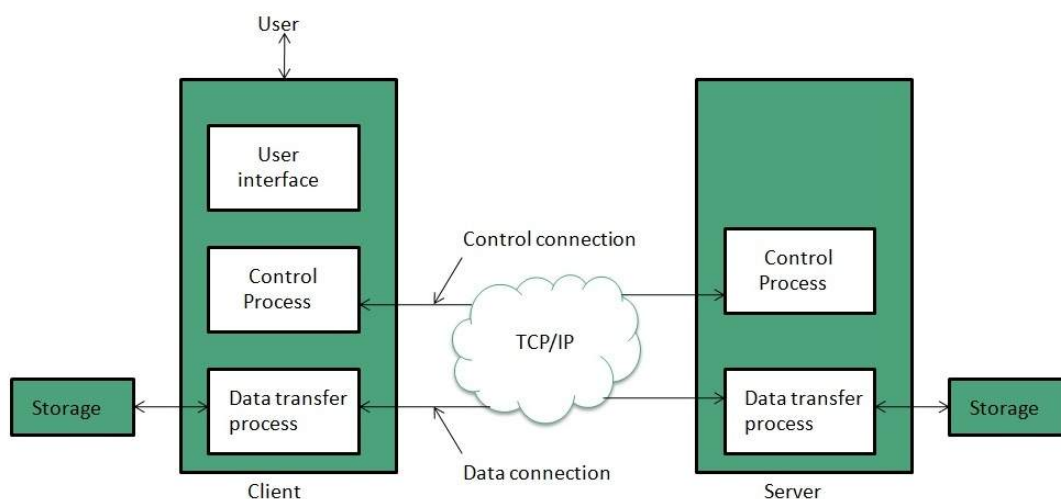 User
User
interface
Control connection
Control
Process
Control
Process
TCP/IP
Storage
Data transfer
process
Data transfer
process
Storage
Data connection
Client
Server